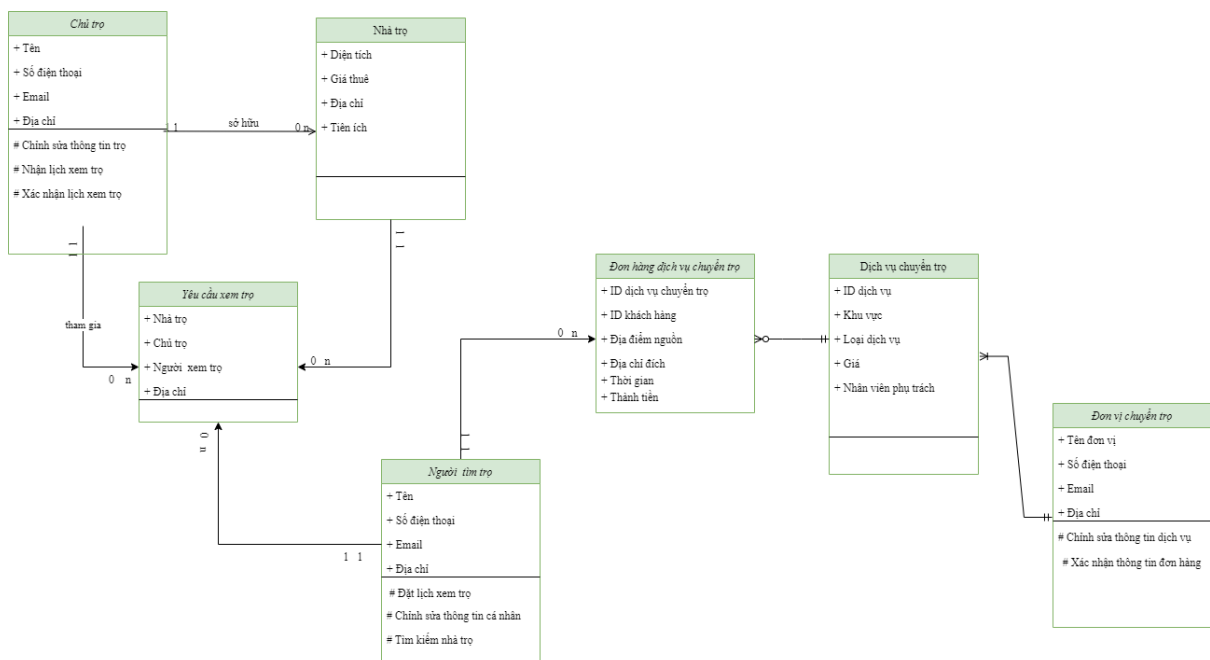 Chủ trọ
+ Tên
+ Số điện thoại
+ Email
+ Địa chỉ
# Chỉnh sửa thông tin trọ
# Nhận lịch xem trọ
# Xác nhận lịch xem trọ
1 1
sở hữu
0 n
Nhà trọ
+ Diện tích
+ Giá thuê
+ Địa chỉ
+ Tiện ích
1 1
tham gia
0 n
1 1
0 n
Yêu cầu xem trọ
+ Nhà trọ
+ Chủ trọ
+ Người xem trọ
+ Địa chỉ
0 n
1 1
Người tìm trọ
+ Tên
+ Số điện thoại
+ Email
+ Địa chỉ
# Đặt lịch xem trọ
# Chỉnh sửa thông tin cá nhân
# Tìm kiếm nhà trọ
1 1
0 n
Đơn hàng dịch vụ chuyển trọ
+ ID dịch vụ chuyển trọ
+ ID khách hàng
+ Địa điểm nguồn
+ Địa chỉ đích
+ Thời gian
+ Thành tiền
Dịch vụ chuyển trọ
+ ID dịch vụ
+ Khu vực
+ Loại dịch vụ
+ Giá
+ Nhân viên phụ trách
Đơn vị chuyển trọ
+ Tên đơn vị
+ Số điện thoại
+ Email
+ Địa chỉ
# Chỉnh sửa thông tin dịch vụ
# Xác nhận thông tin đơn hàng